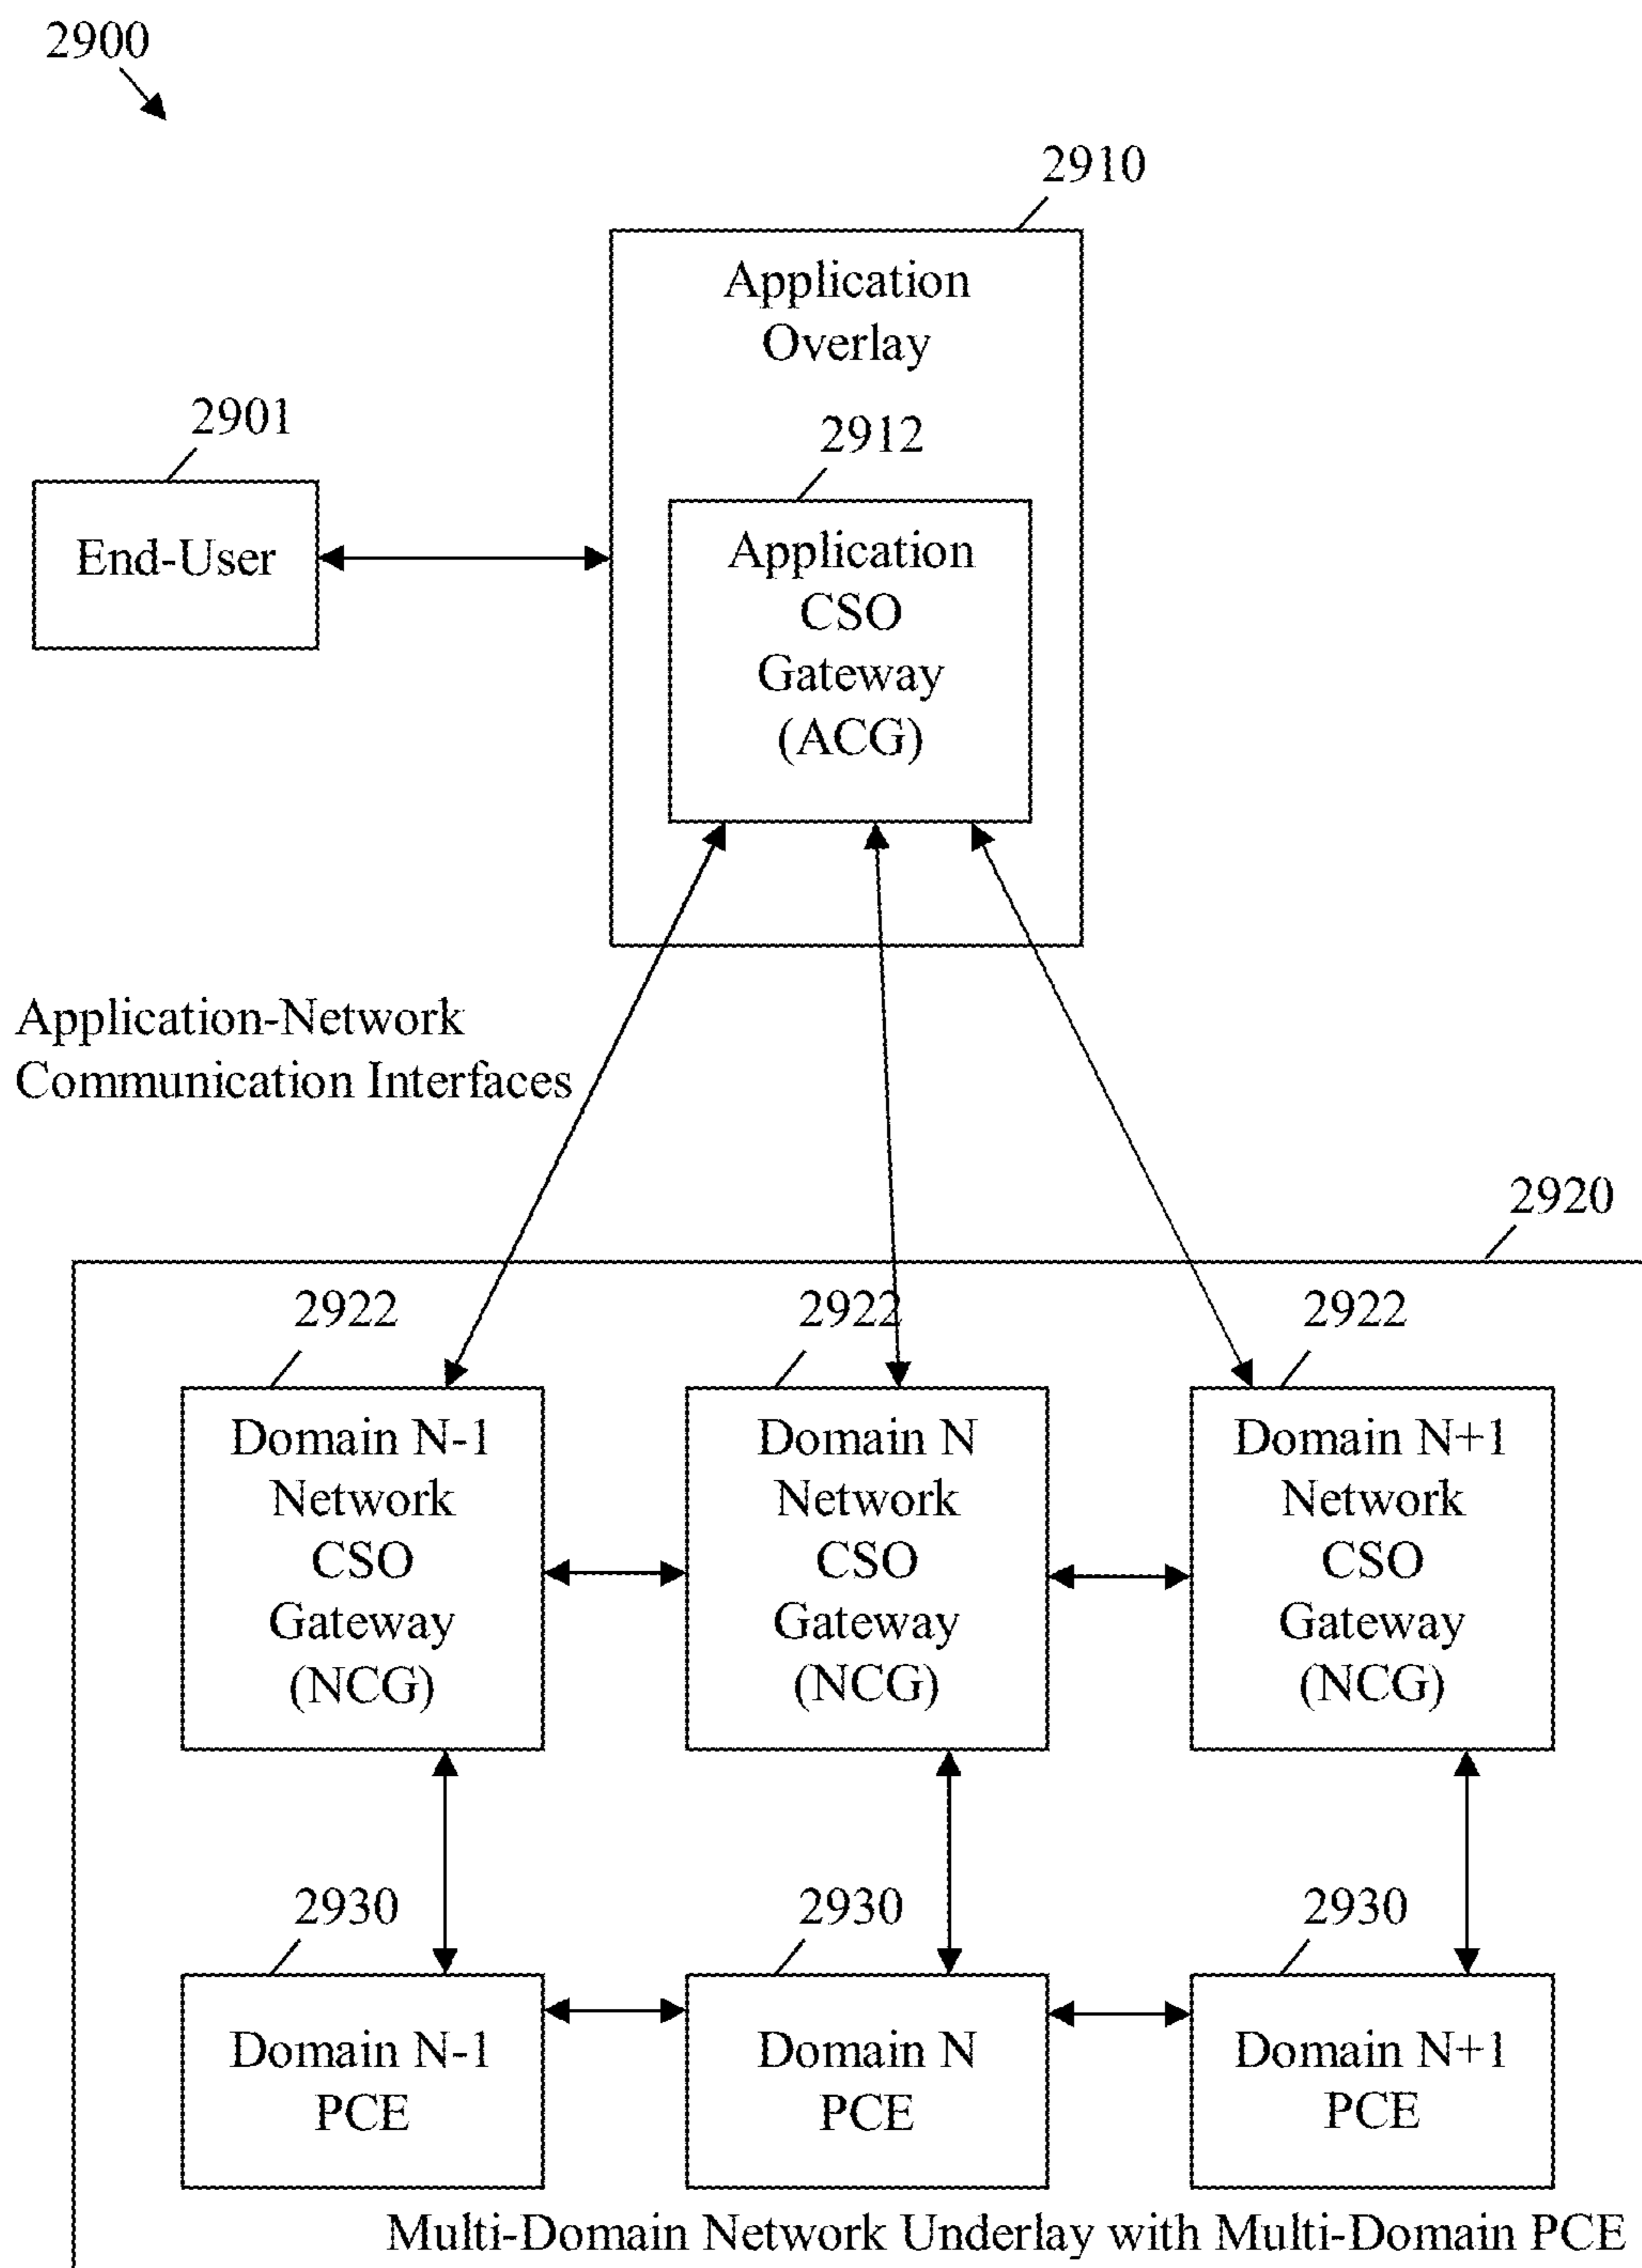 2900
2910
Application
Overlay
2901
2912
End-User
Application
CSO
Gateway
(ACG)
Application-Network
Communication Interfaces
2920
2922
2922
2922
Domain N-1
Network
CSO
Gateway
(NCG)
Domain N
Network
CSO
Gateway
(NCG)
Domain N+1
Network
CSO
Gateway
(NCG)
2930
2930
2930
Domain N-1
PCE
Domain N
PCE
Domain N+1
PCE
Multi-Domain Network Underlay with Multi-Domain PCE